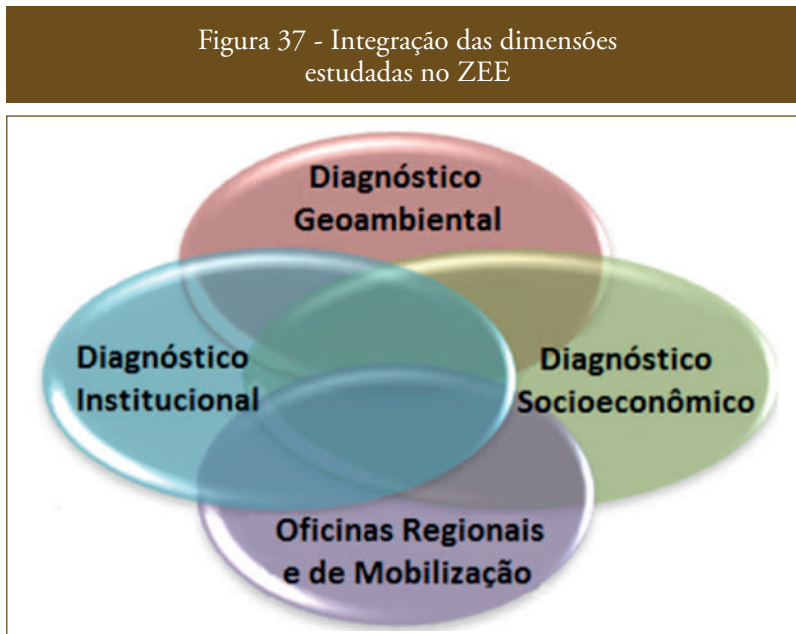 Figura 37 - Integração das dimensões
estudadas no ZEE
Diagnóstico
Geoambiental
Diagnóstico
Institucional
Diagnóstico
Socioeconômico
Oficinas Regionais
e de Mobilização